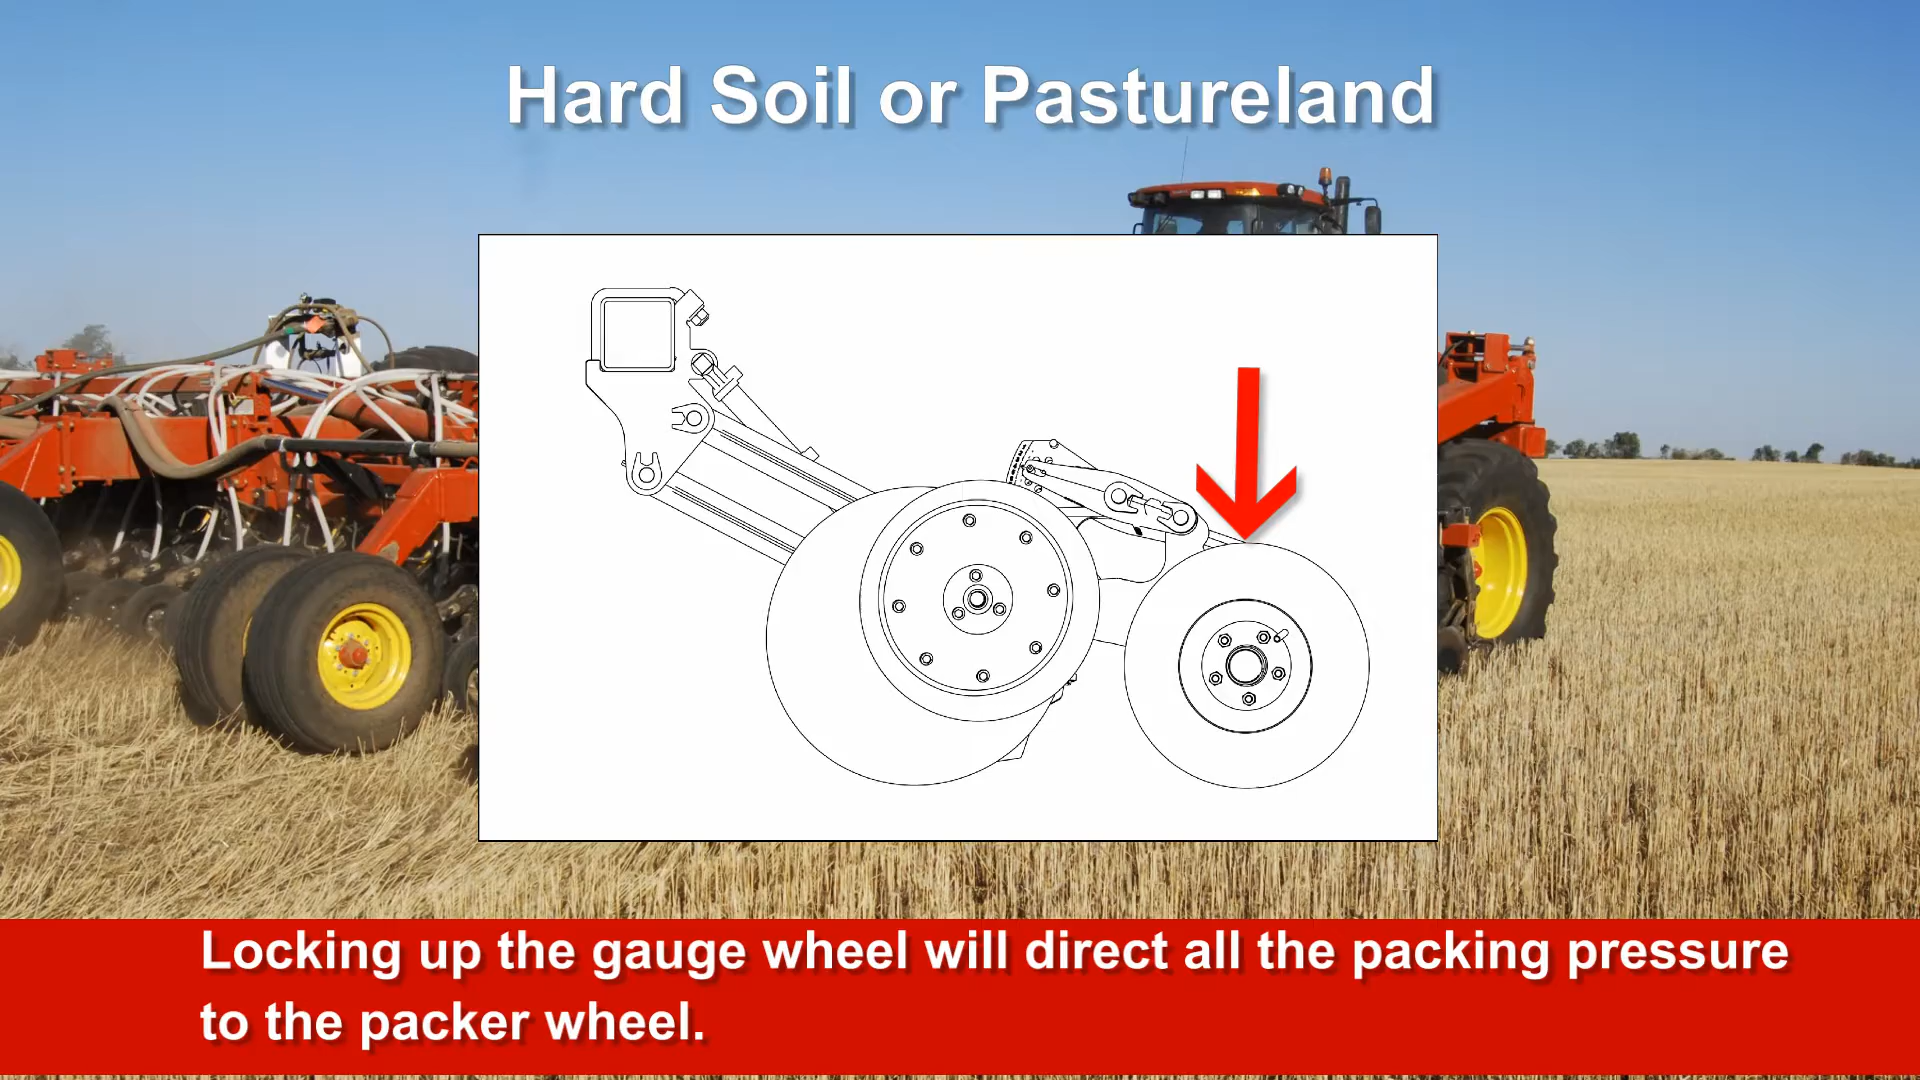 Hard Soil or Pastureland
Locking up the gauge wheel will direct all the packing pressure
to the packer wheel.